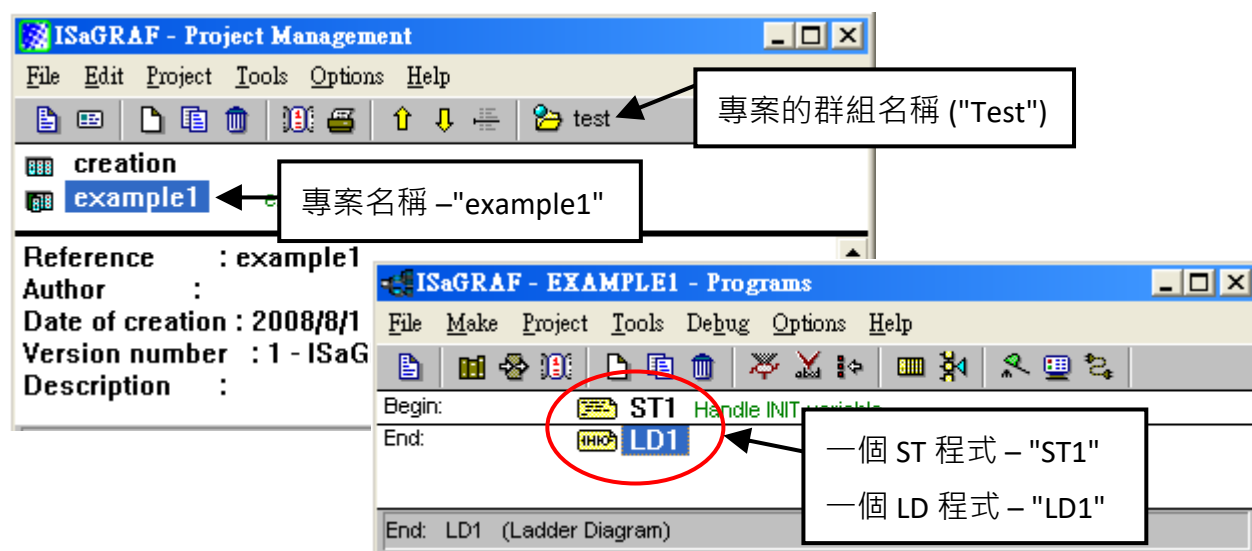 ISaGRAF - Project Management
File Edit Project Tools Options Help
test
專案的群組名稱 ("Test")
creation
example1
專案名稱 –"example1"
Reference : example1
Author :
Date of creation : 2008/8/1
Version number : 1 - ISaG
Description :
ISaGRAF - EXAMPLE1 - Programs
File Make Project Tools Debug Options Help
Begin: ST1 Handle INIT variable
End: LD1
一個 ST 程式 – "ST1"
一個 LD 程式 – "LD1"
End: LD1 (Ladder Diagram)